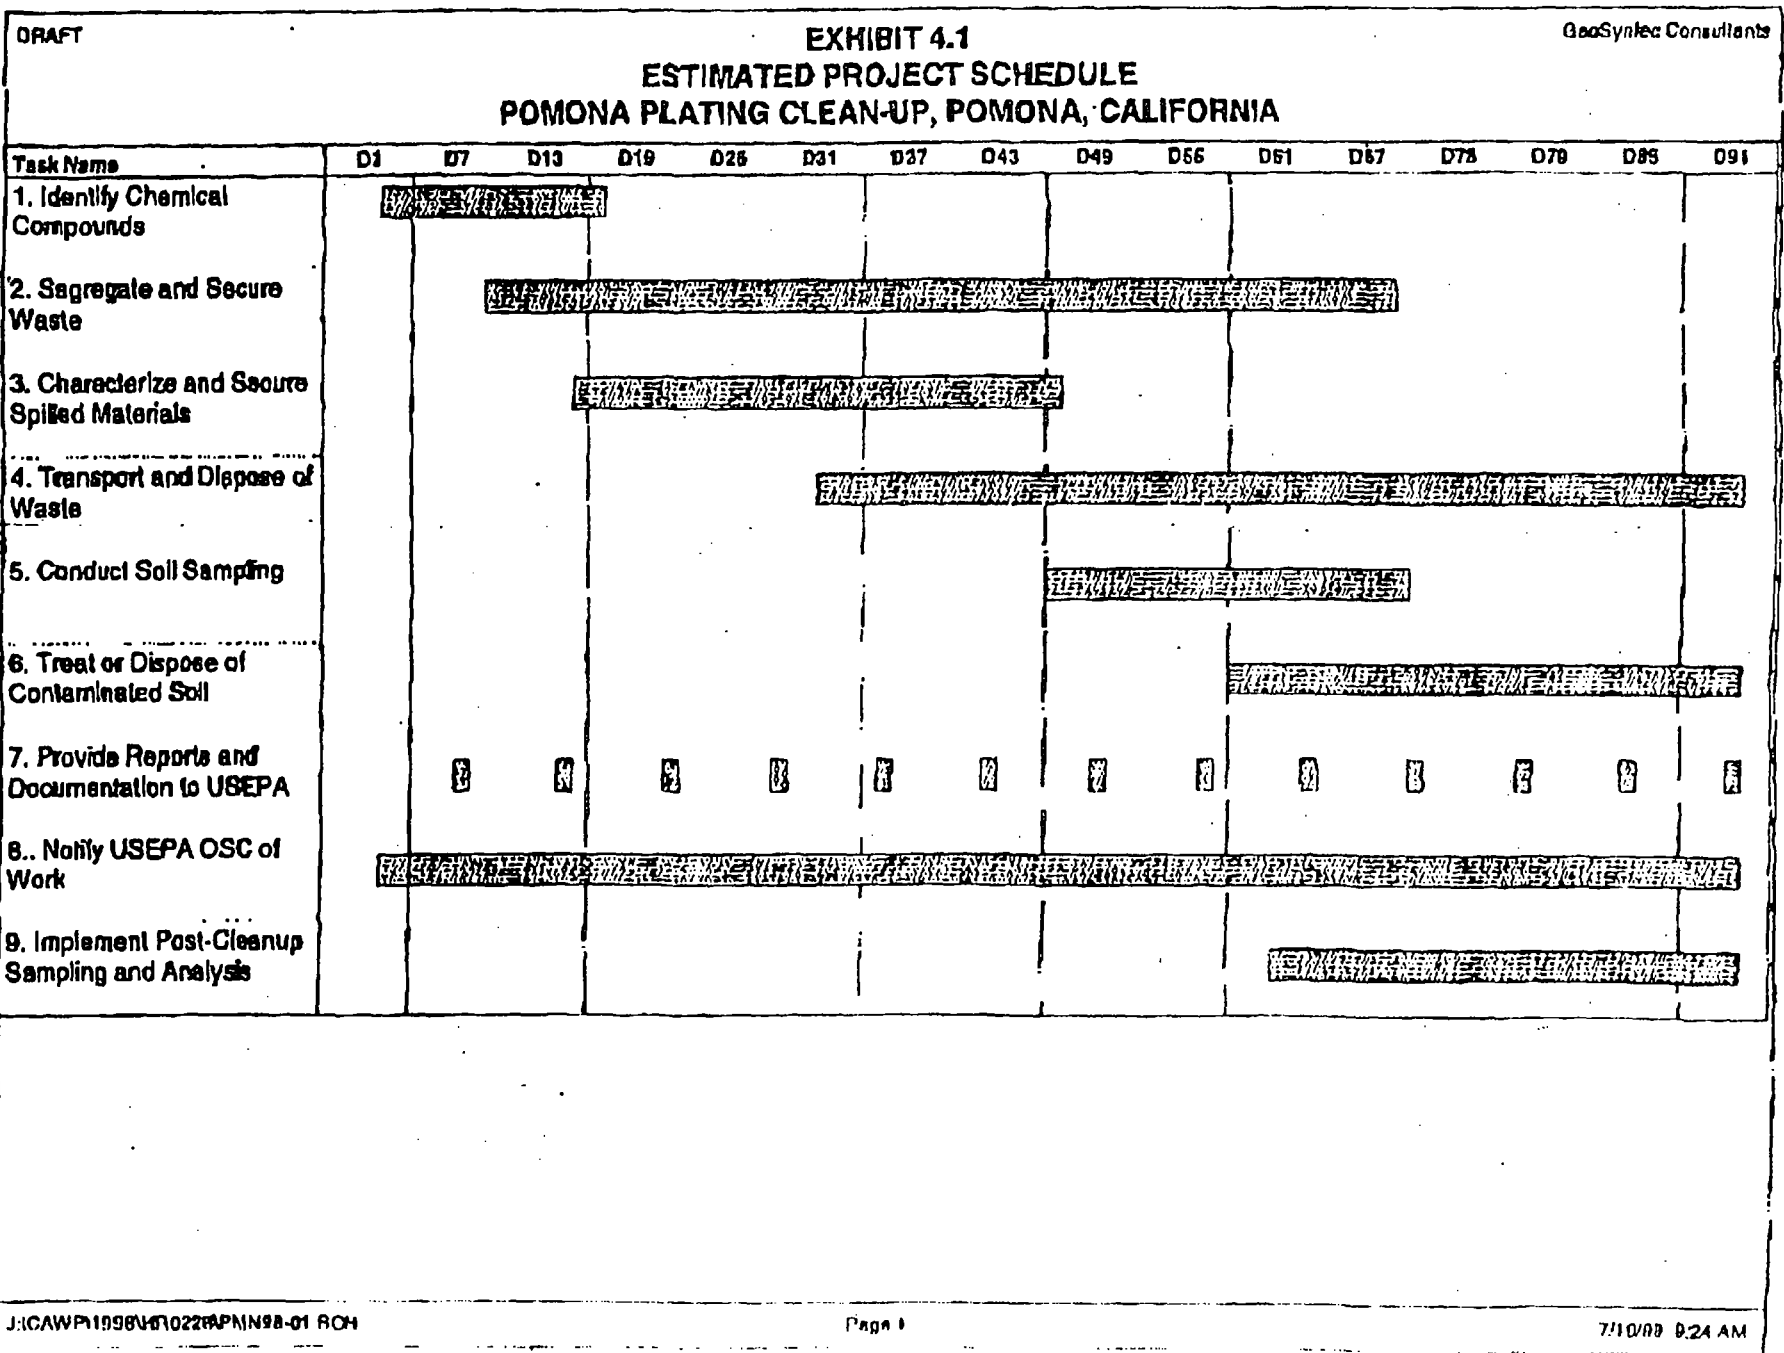 DRAFT
EXHIBIT 4.1
GeoSyntec Consultants
ESTIMATED PROJECT SCHEDULE
POMONA PLATING CLEAN-UP, POMONA, CALIFORNIA
Task Name D1 D7 D13 D19 D25 D31 D37 D43 D49 D55 D61 D67 D73 D79 D85 D91
1. Identify Chemical
Compounds
2. Sagregate and Secure
Waste
3. Characterize and Secure
Spilled Materials
4. Transport and Dispose of
Waste
5. Conduct Soil Sampling
6. Treat or Dispose of
Contaminated Soil
7. Provide Reports and
Documentation to USEPA
8.. Notify USEPA OSC of
Work
9. Implement Post-Cleanup
Sampling and Analysis
Page 1
9:24 AM